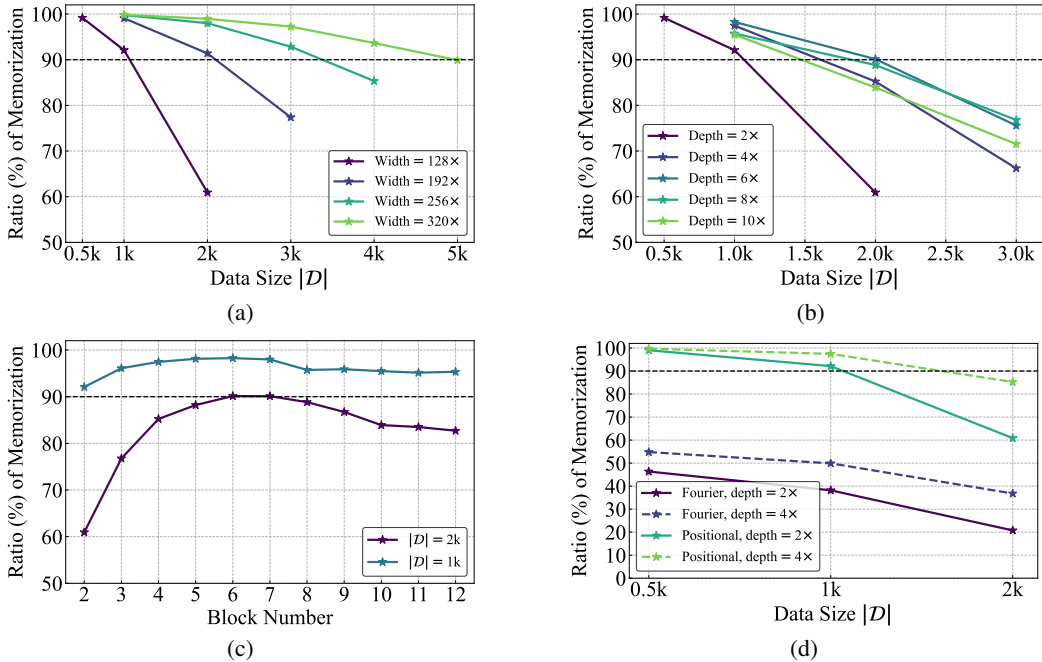 100
90
80
70
60
50
Ratio (%) of Memorization
Width = 128×
Width = 192×
Width = 256×
Width = 320×
0.5k 1k 2k 3k 4k 5k
Data Size |𝒟|
(a)
100
90
80
70
60
50
Ratio (%) of Memorization
Depth = 2×
Depth = 4×
Depth = 6×
Depth = 8×
Depth = 10×
0.5k 1.0k 1.5k 2.0k 2.5k 3.0k
Data Size |𝒟|
(b)
100
90
80
70
60
50
Ratio (%) of Memorization
|𝒟| = 2k
|𝒟| = 1k
2 3 4 5 6 7 8 9 10 11 12
Block Number
(c)
100
90
80
70
60
50
40
30
20
10
0
Ratio (%) of Memorization
Fourier, depth = 2×
Fourier, depth = 4×
Positional, depth = 2×
Positional, depth = 4×
0.5k 1k 2k
Data Size |𝒟|
(d)